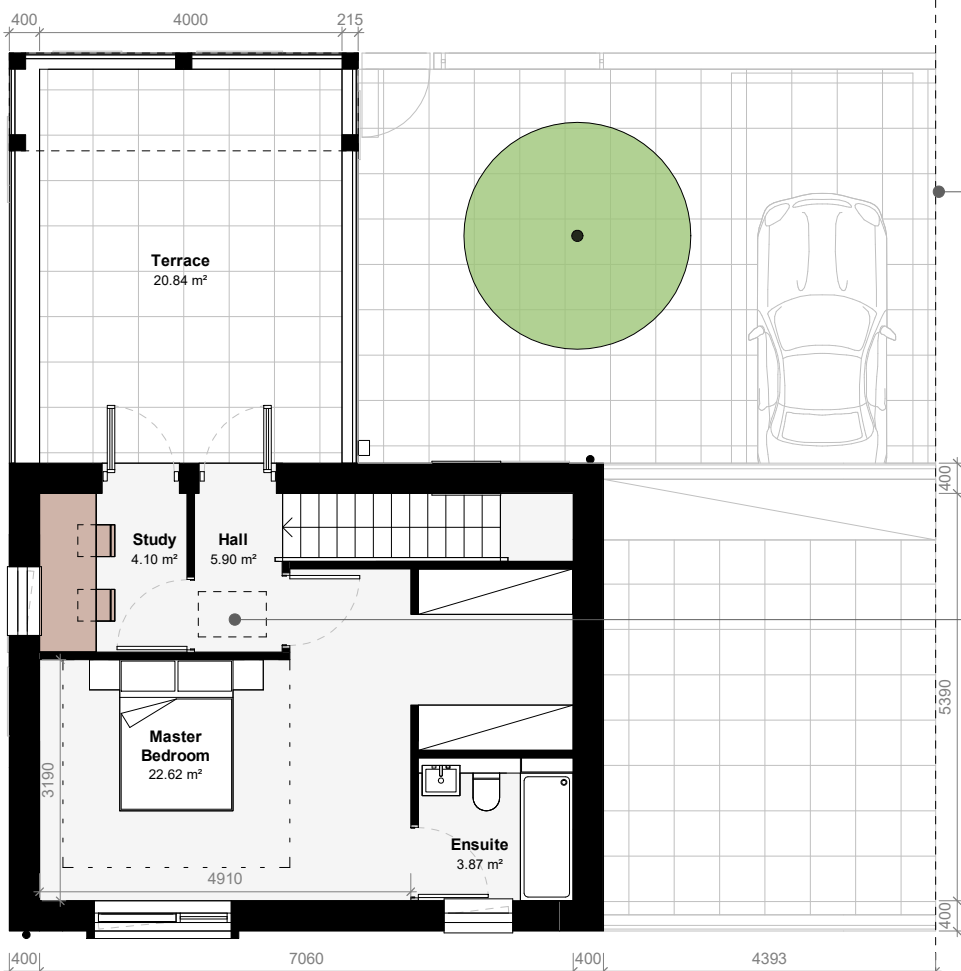 400 4000 215
Terrace
20.84 m²
400
Study
4.10 m²
Hall
5.90 m²
5390
Master
Bedroom
22.62 m²
3190
Ensuite
3.87 m²
4910
400
400 7060 400 4393